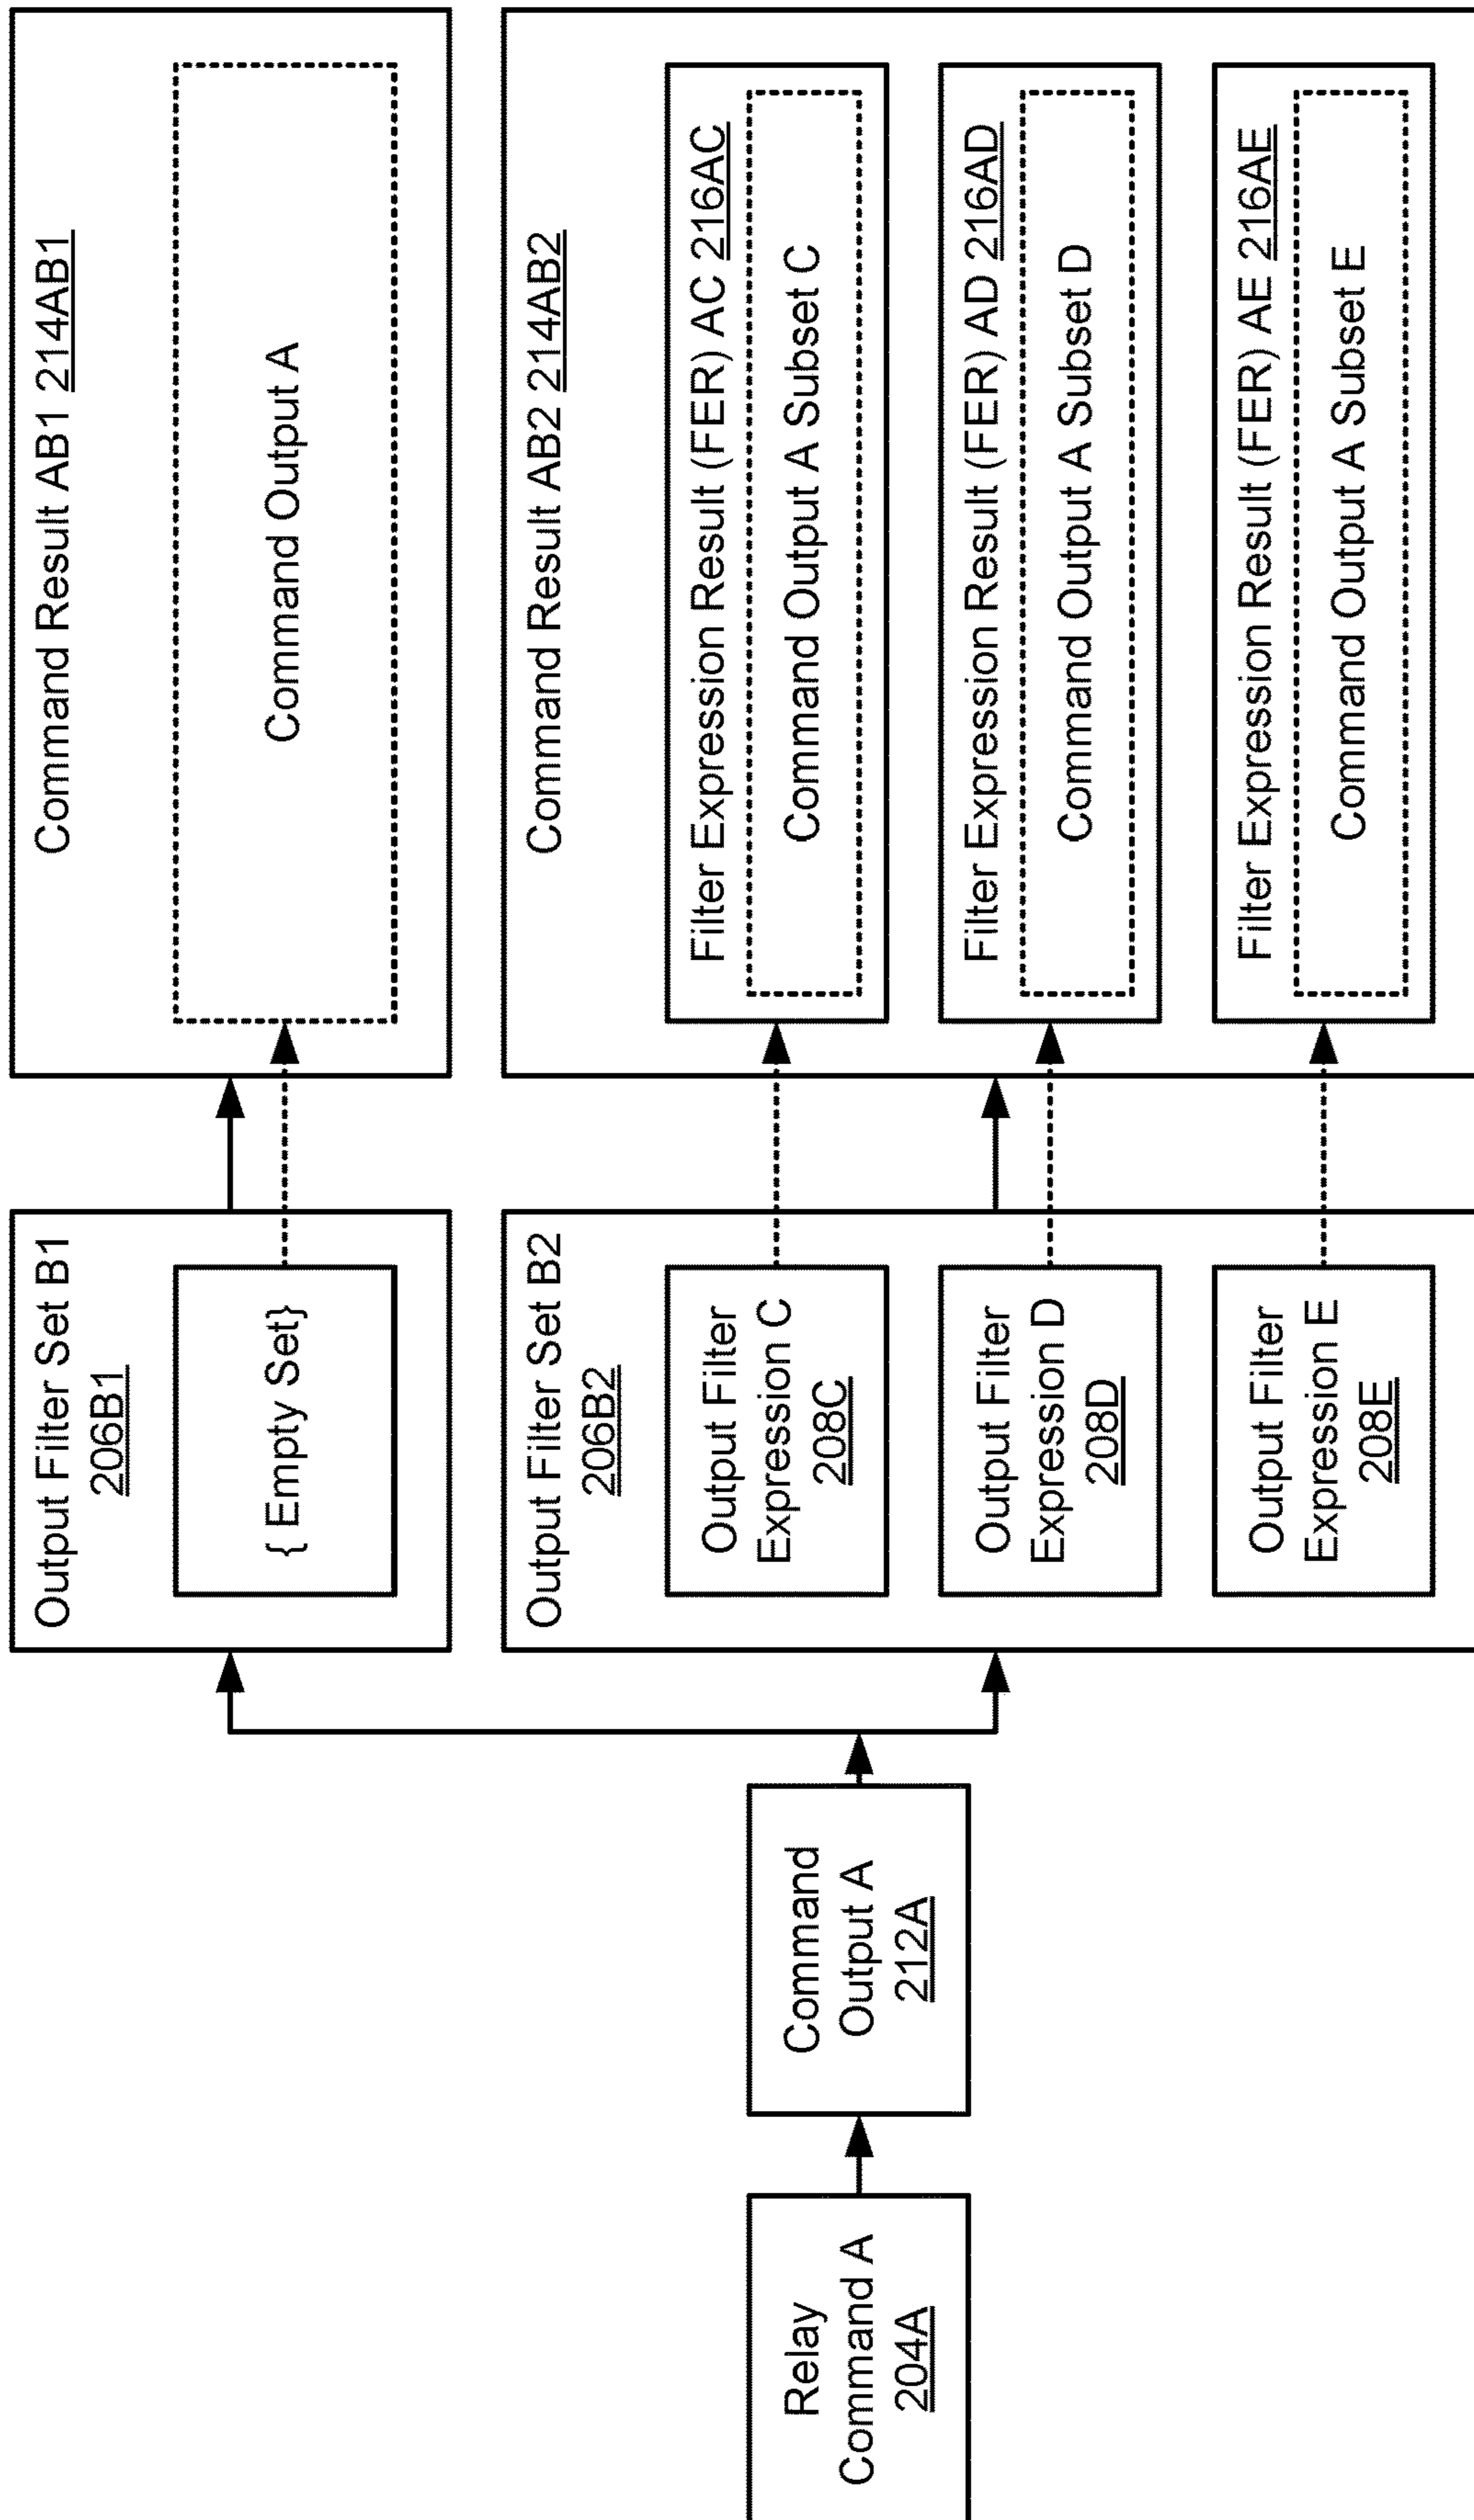 Relay
Command A
204A
Command
Output A
212A
Output Filter Set B1
206B1
{ Empty Set}
Output Filter Set B2
206B2
Output Filter
Expression C
208C
Output Filter
Expression D
208D
Output Filter
Expression E
208E
Command Result AB1 214AB1
Command Output A
Command Result AB2 214AB2
Filter Expression Result (FER) AC 216AC
Command Output A Subset C
Filter Expression Result (FER) AD 216AD
Command Output A Subset D
Filter Expression Result (FER) AE 216AE
Command Output A Subset E